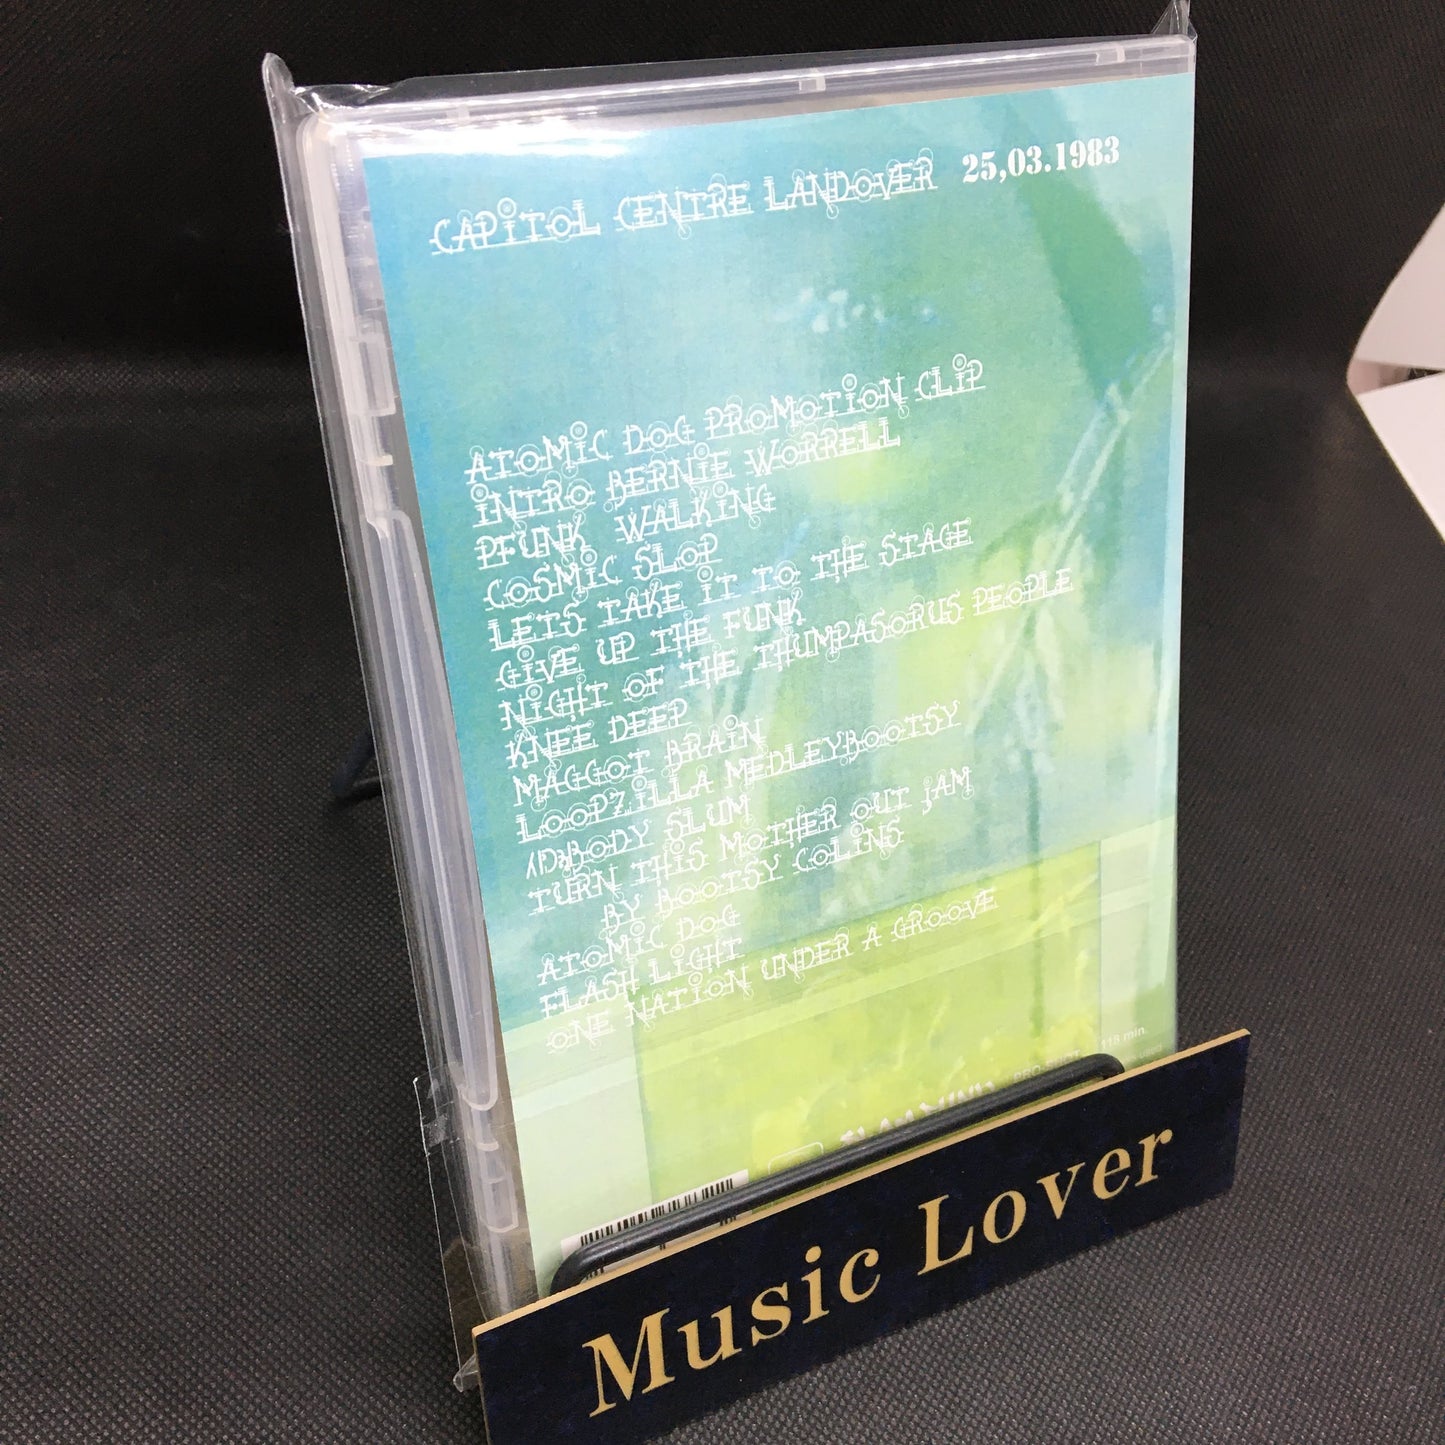 CAPITOL CENTRE LANDOVER 25,03.1983
ATOMIC DOG PROMOTION CLIP
INTRO BERNIE WORRELL
PFUNK WALKING
COSMIC SLOP
LETS TAKE IT TO THE STAGE
GIVE UP THE FUNK
NIGHT OF THE THUMPASORUS PEOPLE
KNEE DEEP
MAGGOT BRAIN
LOOPZILLA MEDLEYBOOTSY
BODY SLUM
TURN THIS MOTHER OUT JAM
BY BOOTSY COLINS
ATOMIC DOG
FLASH LIGHT
ONE NATION UNDER A GROOVE
118 min.
Music Lover